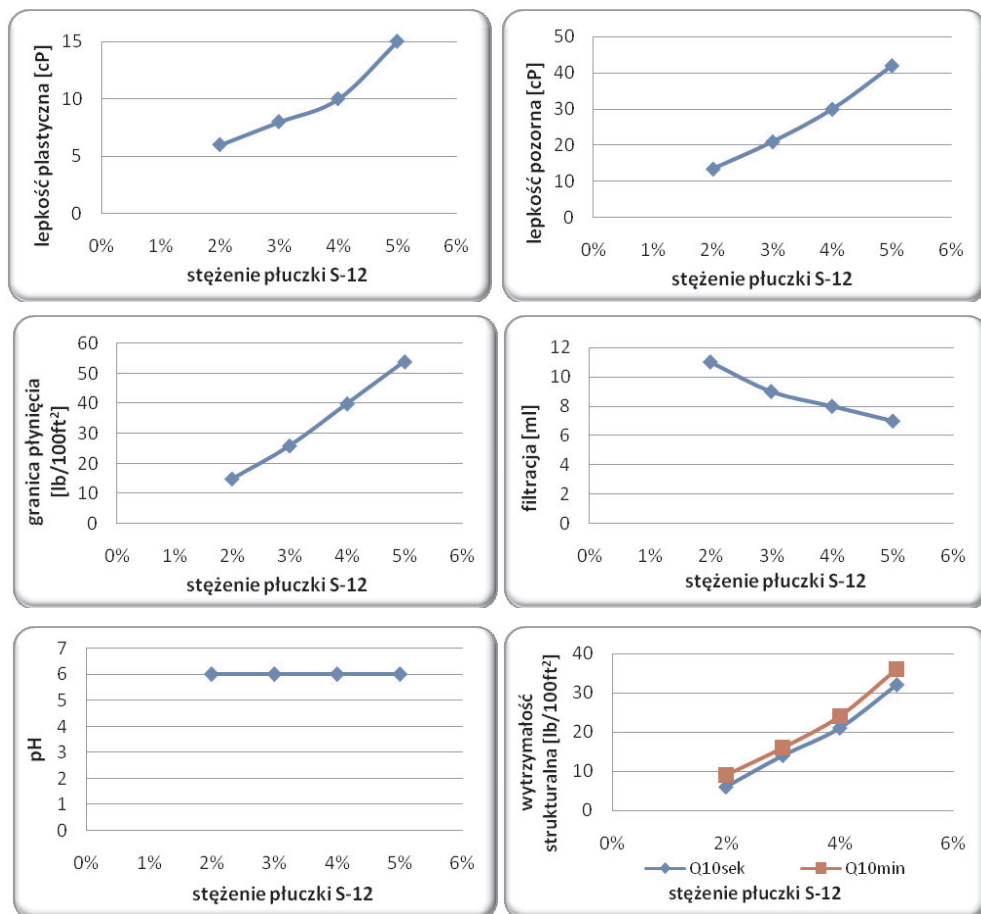 lepkość plastyczna [cP]
15
10
5
0
0% 1% 2% 3% 4% 5% 6%
stężenie płuczki S-12
lepkość pozorna [cP]
50
40
30
20
10
0
0% 1% 2% 3% 4% 5% 6%
stężenie płuczki S-12
granica płynięcia
[lb/100ft²]
60
50
40
30
20
10
0
0% 1% 2% 3% 4% 5% 6%
stężenie płuczki S-12
filtracja [ml]
12
10
8
6
4
2
0
0% 1% 2% 3% 4% 5% 6%
stężenie płuczki S-12
pH
7
6
5
4
3
2
1
0
0% 1% 2% 3% 4% 5% 6%
stężenie płuczki S-12
wytrzymałość
strukturalna [lb/100ft²]
40
30
20
10
0
0% 2% 4% 6%
Q10sek Q10min
stężenie płuczki S-12